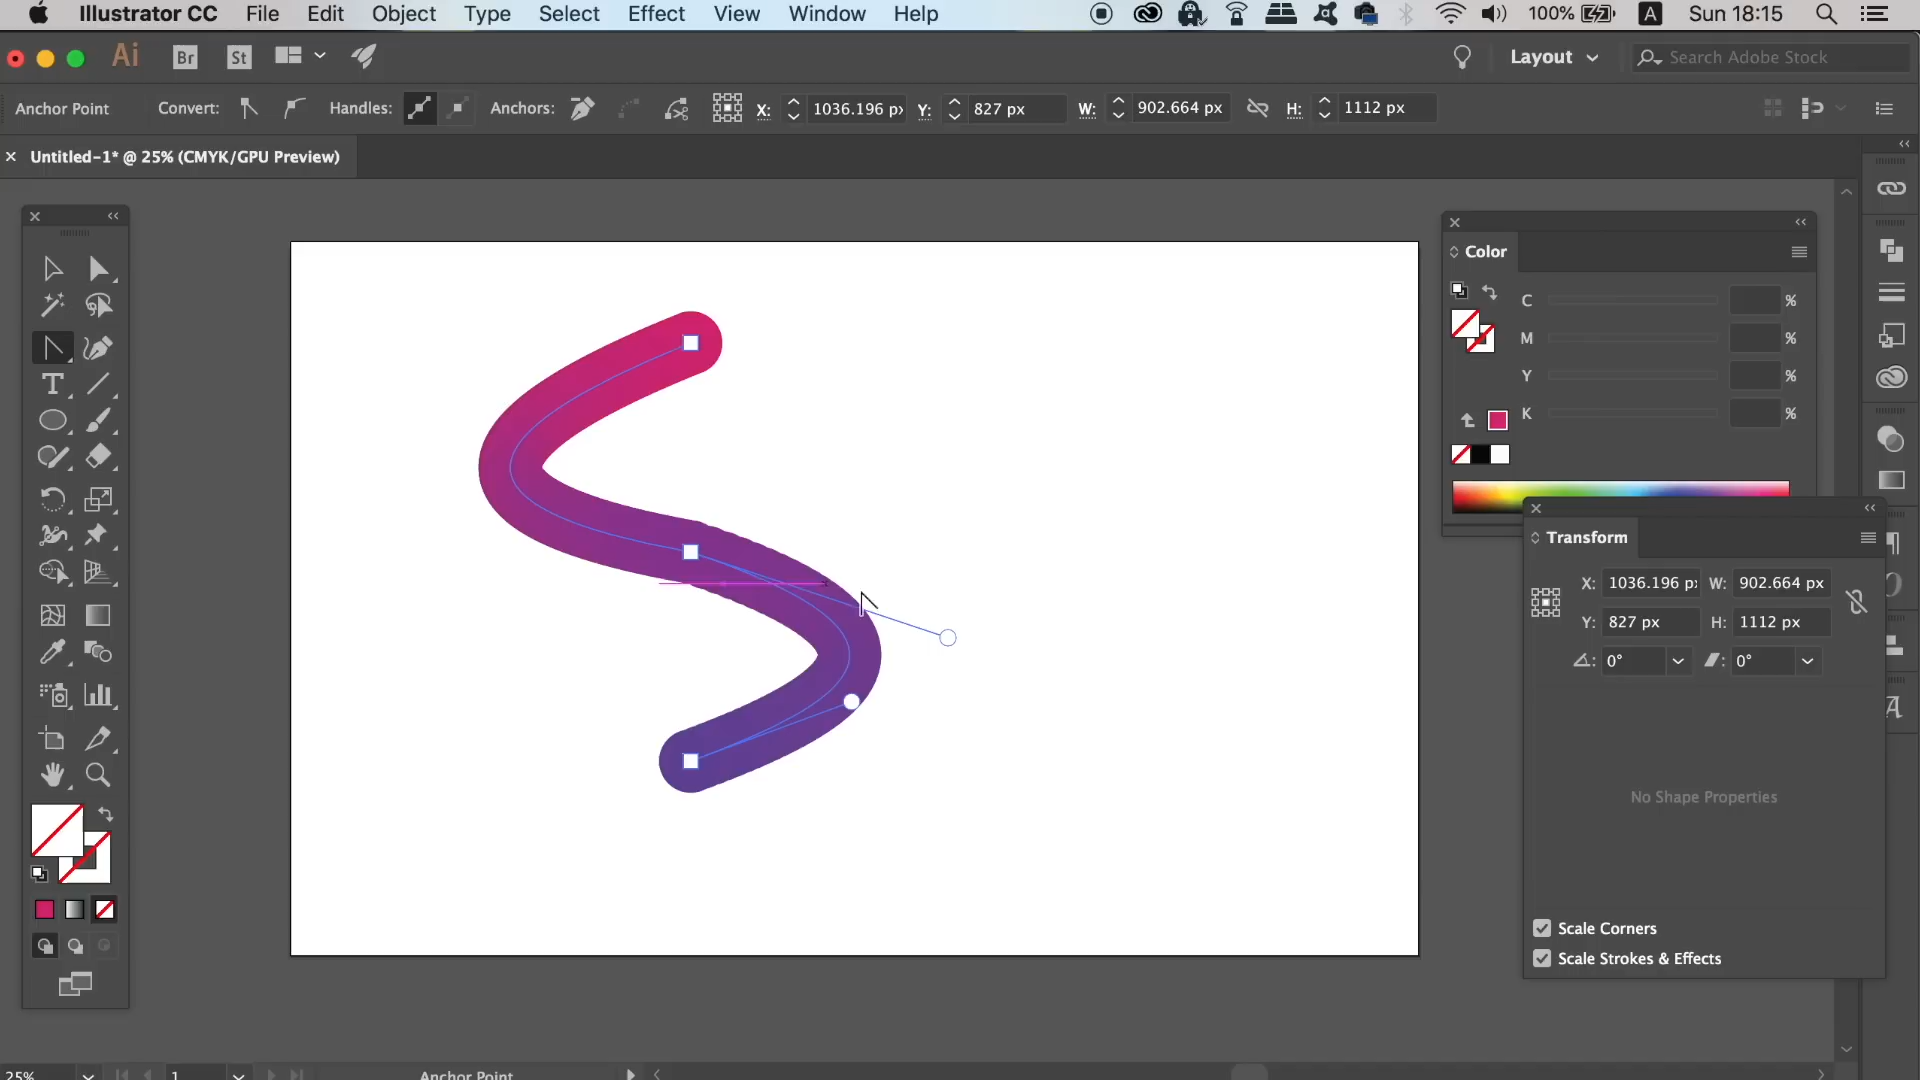 Illustrator CC File Edit Object Type Select Effect View Window Help 100% A Sun 18:15
Ai Br St Layout Search Adobe Stock
Anchor Point Convert: Handles: Anchors: X: 1036.196 px Y: 827 px W: 902.664 px H: 1112 px
Untitled-1* @ 25% (CMYK/GPU Preview)
Color
C %
M %
Y %
K %
Transform
X: 1036.196 px W: 902.664 px
Y: 827 px H: 1112 px
0° 0°
No Shape Properties
Scale Corners
Scale Strokes & Effects
25% 1 Anchor Point